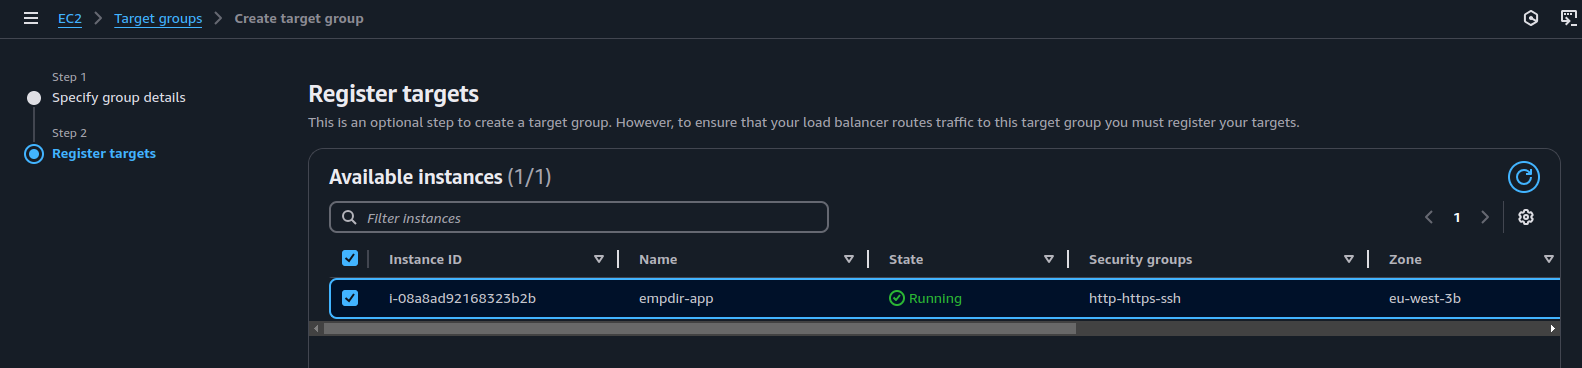 EC2 > Target groups > Create target group
Step 1
Specify group details
Step 2
Register targets
Register targets
This is an optional step to create a target group. However, to ensure that your load balancer routes traffic to this target group you must register your targets.
Available instances (1/1)
Filter instances
1
Instance ID Name State Security groups Zone
i-08a8ad92168323b2b empdir-app Running http-https-ssh eu-west-3b